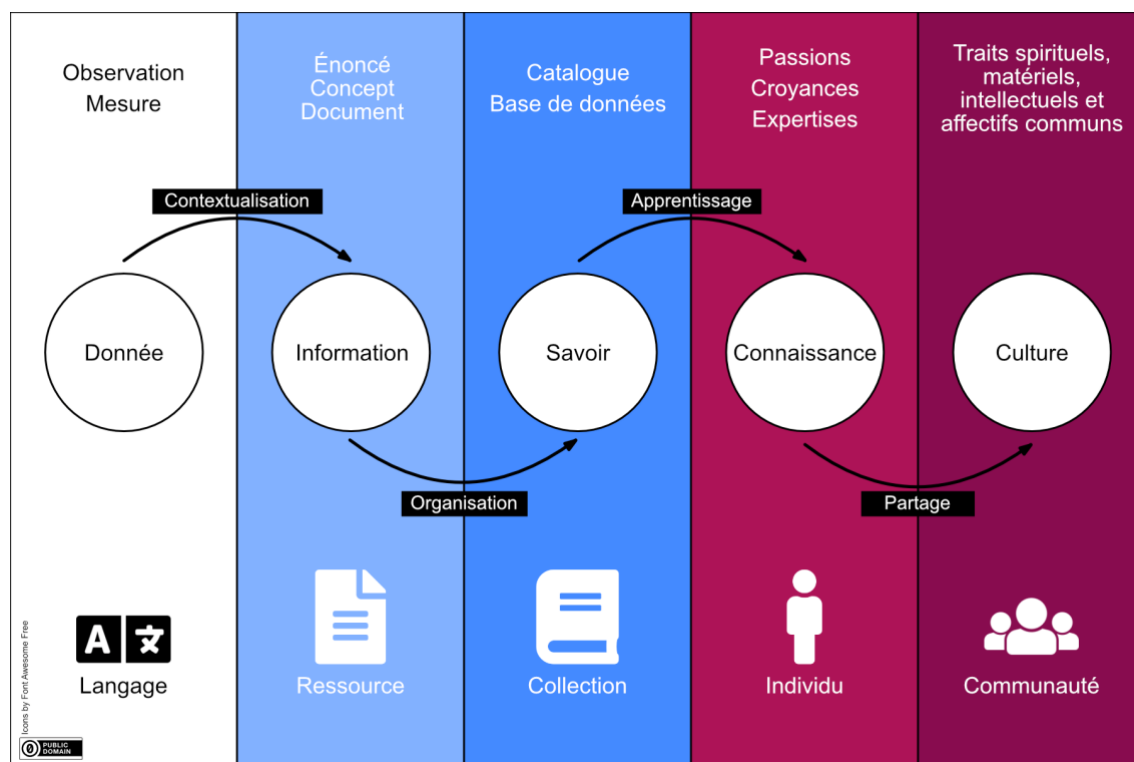 Observation
Mesure
Énoncé
Concept
Document
Catalogue
Base de données
Passions
Croyances
Expertises
Traits spirituels,
matériels,
intellectuels et
affectifs communs
Contextualisation
Apprentissage
Donnée
Information
Savoir
Connaissance
Culture
Organisation
Partage
A 文
Langage
Ressource
Collection
Individu
Communauté
Icons by Font Awesome Free
0 PUBLIC
DOMAIN